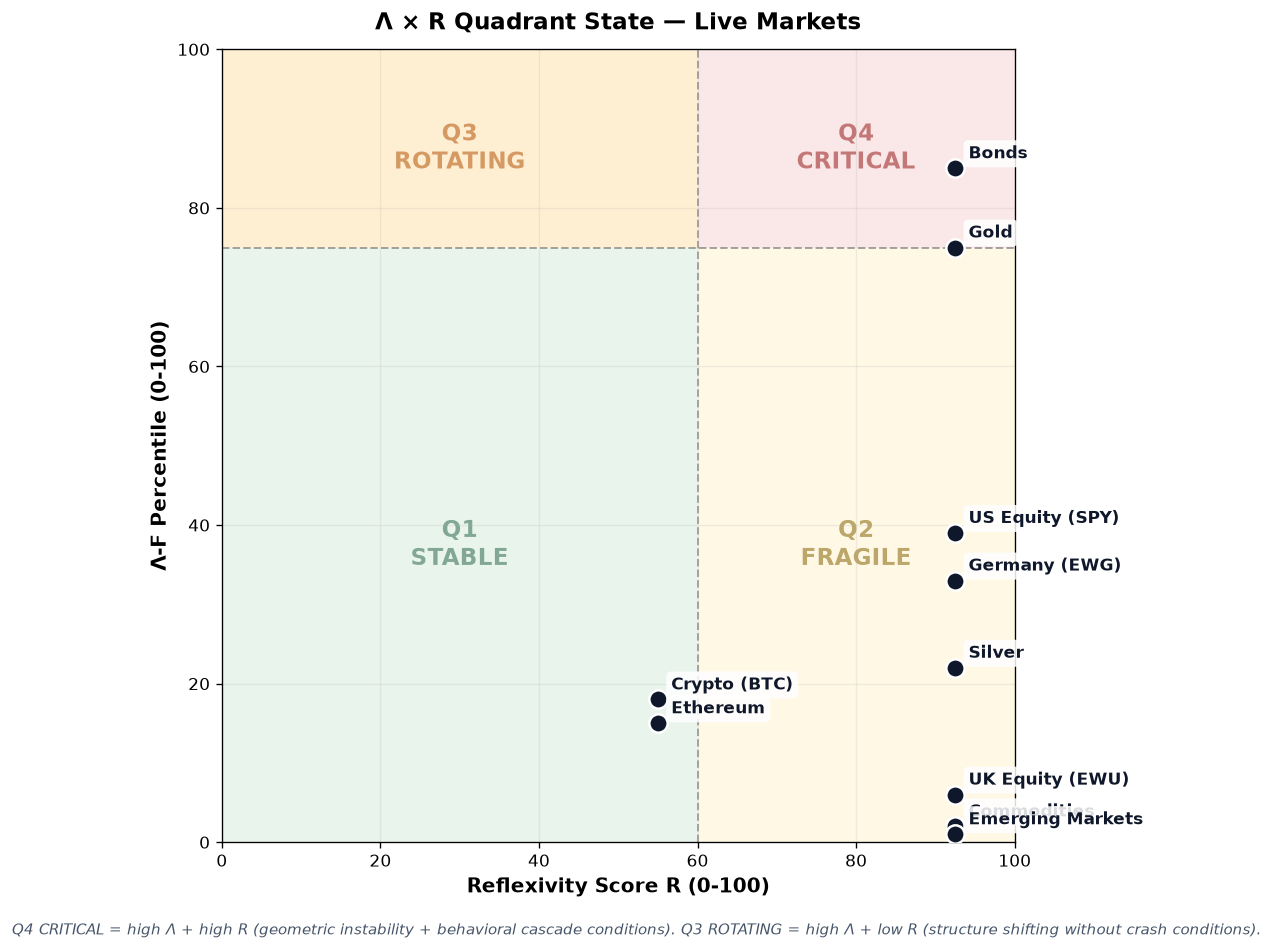 Λ × R Quadrant State — Live Markets
100
80
60
40
20
0
Λ-F Percentile (0-100)
Q3
ROTATING
Q4
CRITICAL
Bonds
Gold
Q1
STABLE
Q2
FRAGILE
US Equity (SPY)
Germany (EWG)
Silver
Crypto (BTC)
Ethereum
UK Equity (EWU)
Commodities
Emerging Markets
0
20
40
60
80
100
Reflexivity Score R (0-100)
Q4 CRITICAL = high Λ + high R (geometric instability + behavioral cascade conditions). Q3 ROTATING = high Λ + low R (structure shifting without crash conditions).